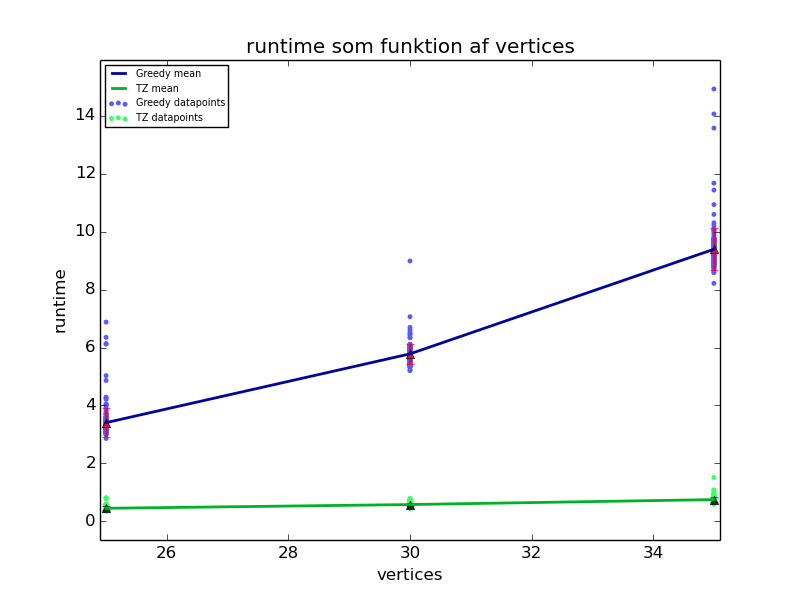 runtime som funktion af vertices
Greedy mean
TZ mean
Greedy datapoints
TZ datapoints
runtime
14
12
10
8
6
4
2
0
26 28 30 32 34
vertices